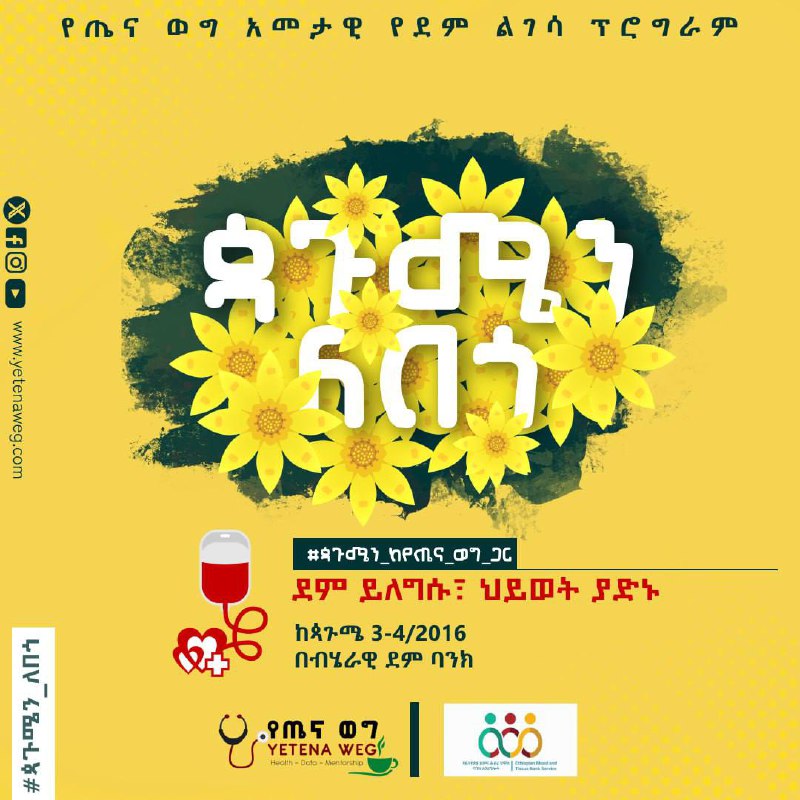 የጤና ወግ አመታዊ የደም ልገሳ ፕሮግራም
ጳጉሜን
ለበጎ
www.yetenaweg.com
#ጳጉሜን_ከየጤና_ወግ_ጋር
ደም ይለግሱ፣ ህይወት ያድኑ
ከጳጉሜ 3-4/2016
በብሄራዊ ደም ባንክ
#ጳጉሜን_ለበጎ
የጤና ወግ
YETENA WEG
Health - Data - Mentorship
Ethiopian Blood and
Tissue Bank Service